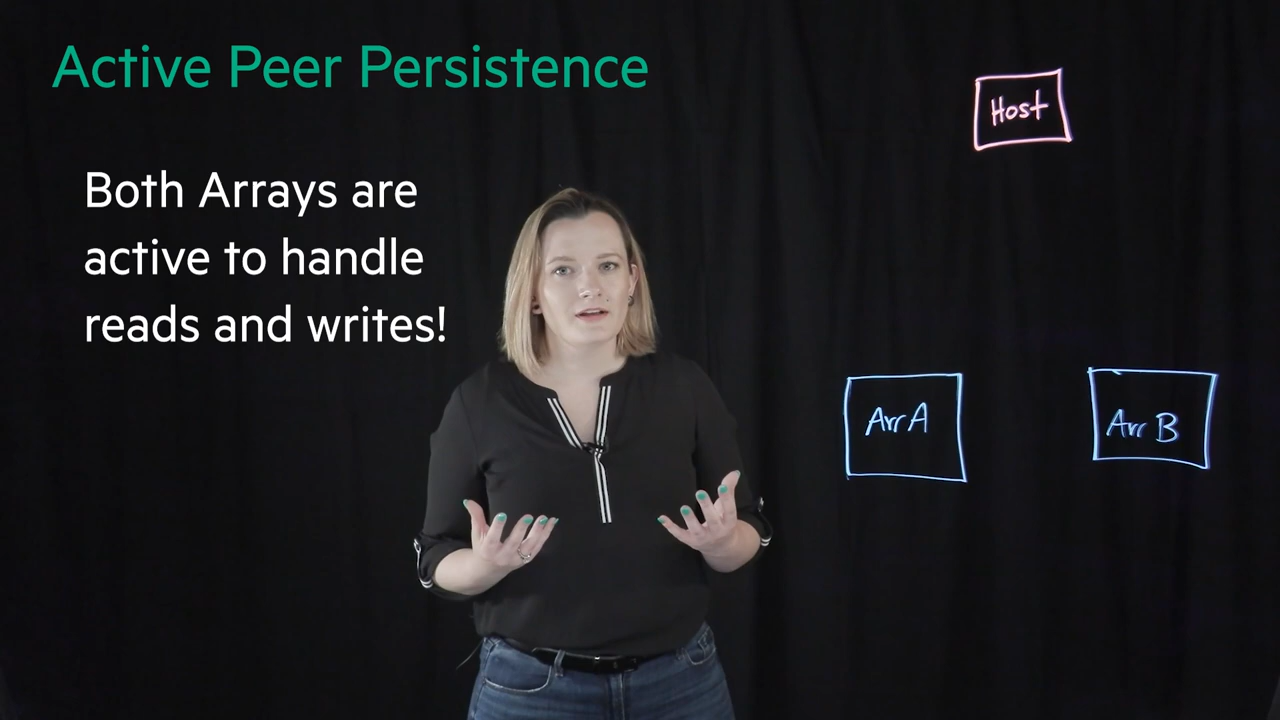 Active Peer Persistence
Both Arrays are
active to handle
reads and writes!
Host
Arr A
Arr B